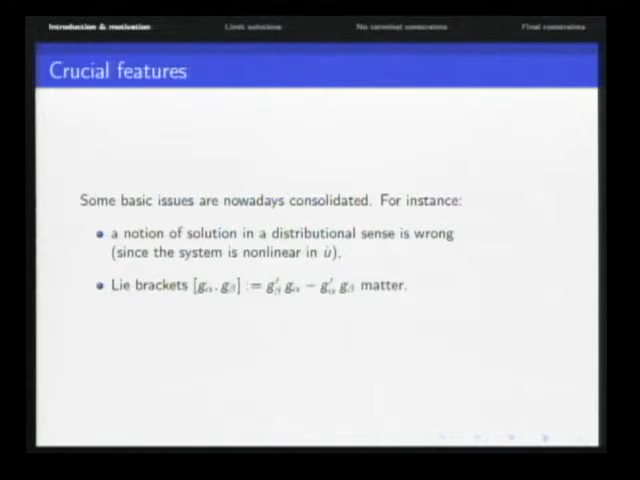 Introduction & motivation Limit solutions No terminal constraints Final constraints
Crucial features
Some basic issues are nowadays consolidated. For instance:
a notion of solution in a distributional sense is wrong
(since the system is nonlinear in u̇),
Lie brackets [gα, gβ] := g′β gα − g′α gβ matter.